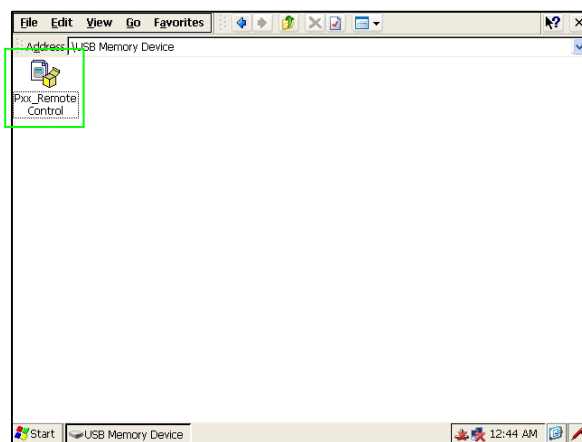 File Edit View Go Favorites
Address \USB Memory Device
Pxx_Remote
Control
Start USB Memory Device 12:44 AM